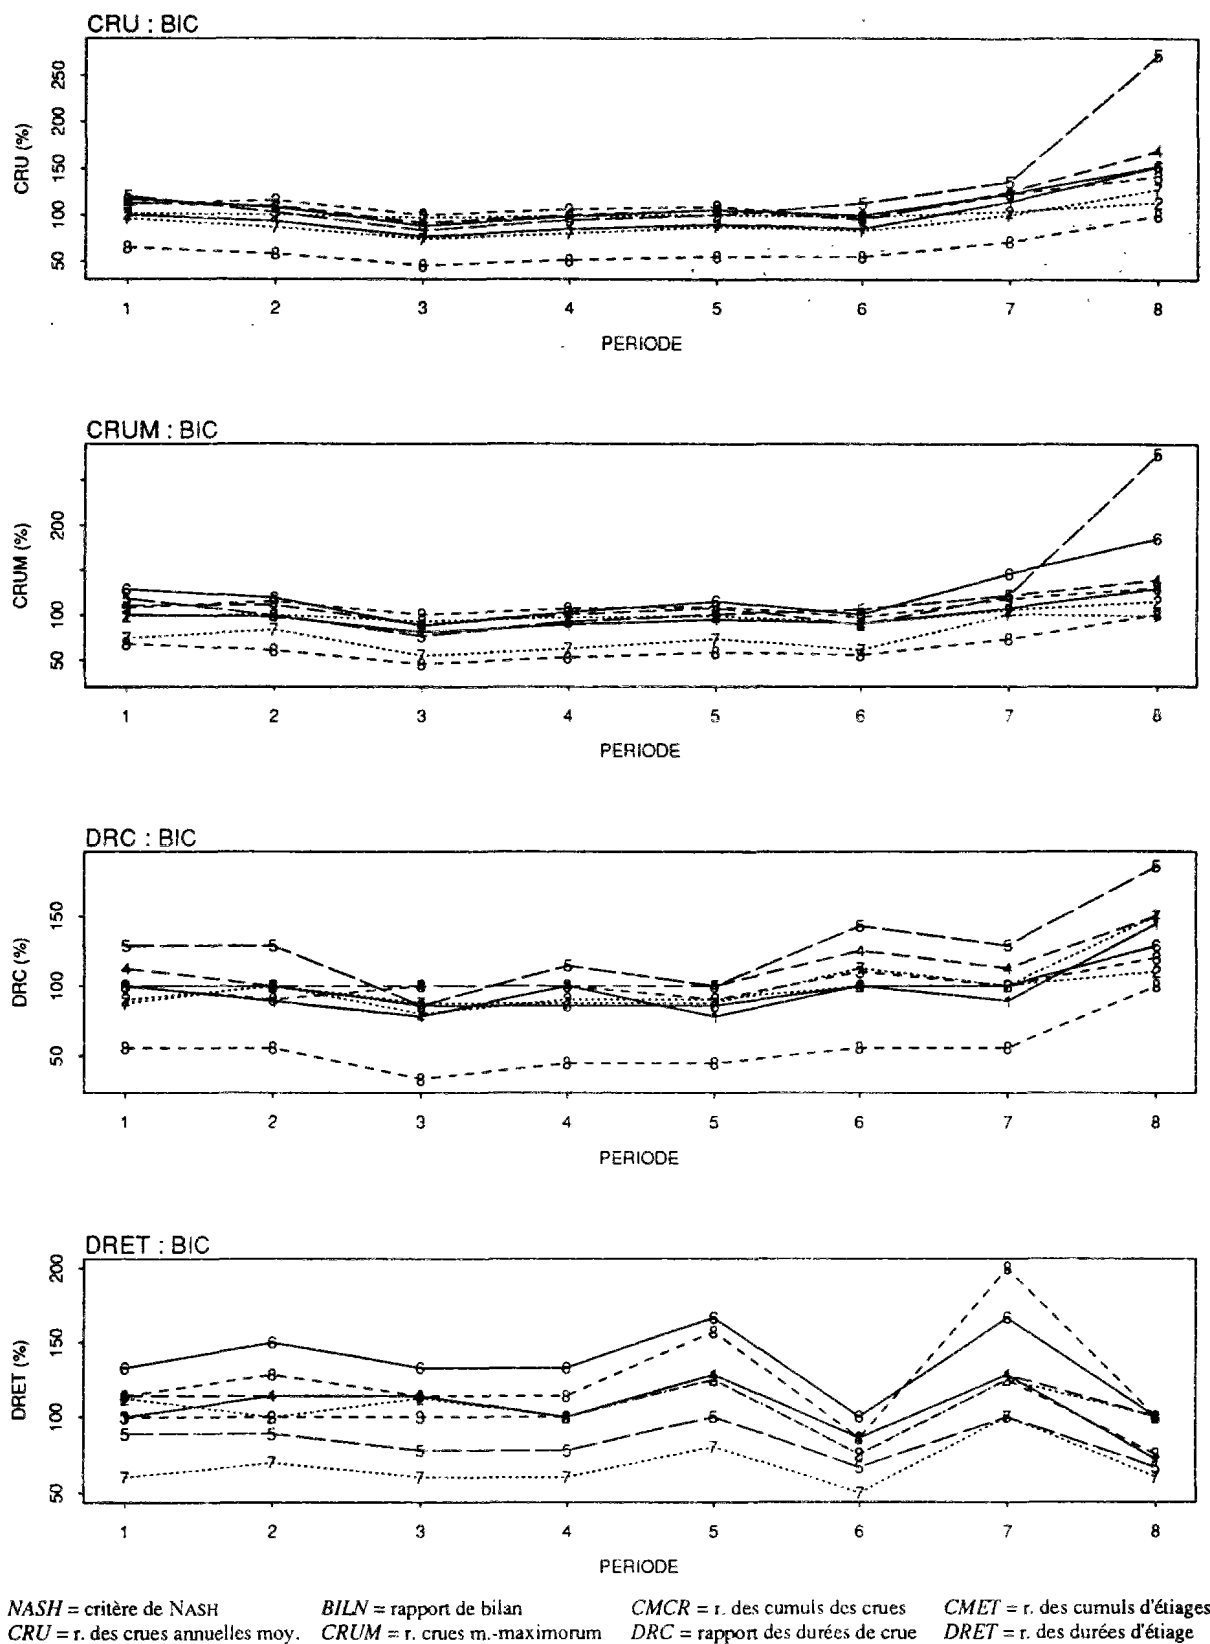 CRU : BIC
CRU (%)
250
200
150
100
50
1 2 3 4 5 6 7 8
PERIODE
CRUM : BIC
CRUM (%)
200
100
50
1 2 3 4 5 6 7 8
PERIODE
DRC : BIC
DRC (%)
150
100
50
1 2 3 4 5 6 7 8
PERIODE
DRET : BIC
DRET (%)
200
150
100
50
1 2 3 4 5 6 7 8
PERIODE
NASH = critère de NASH BILN = rapport de bilan CMCR = r. des cumuls des crues CMET = r. des cumuls d'étiages
CRU = r. des crues annuelles moy. CRUM = r. crues m.-maximorum DRC = rapport des durées de crue DRET = r. des durées d'étiage